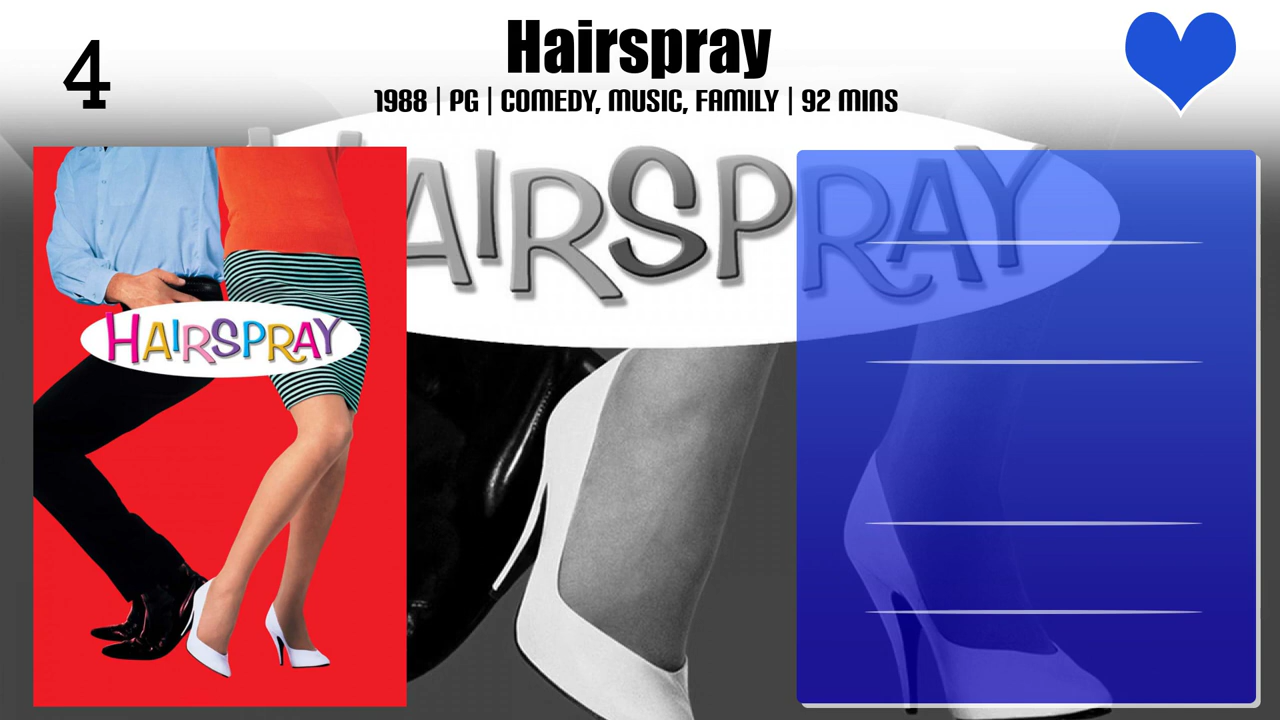 4
Hairspray
1988 | PG | COMEDY, MUSIC, FAMILY | 92 MINS
HAIRSPRAY
HAIRSPRAY